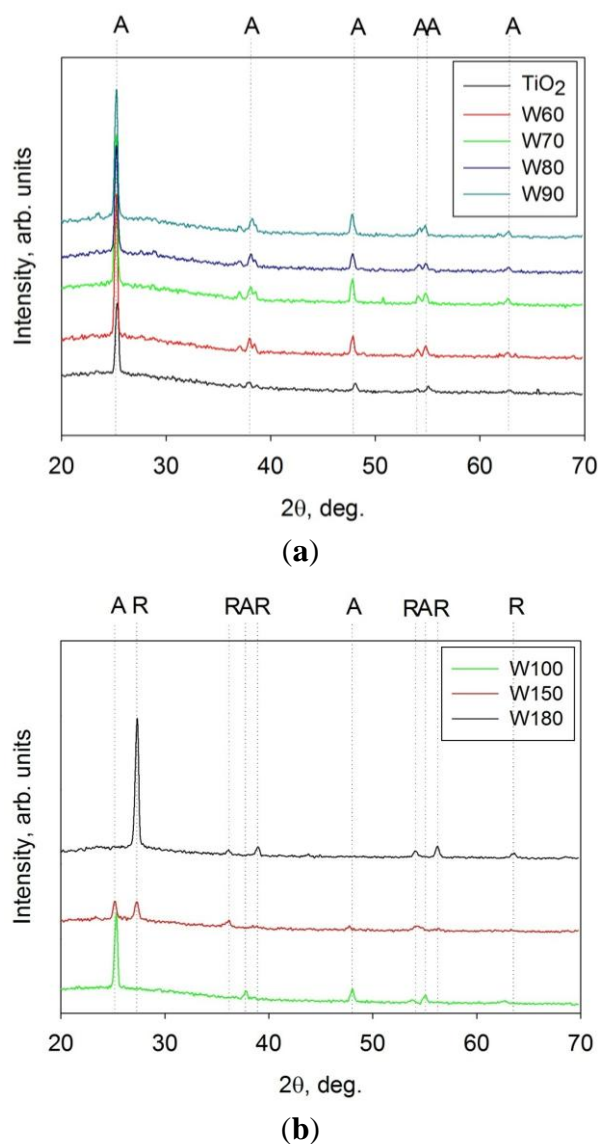 A A A AA A
TiO2
W60
W70
W80
W90
Intensity, arb. units
20 30 40 50 60 70
2θ, deg.
(a)
A R RAR A RAR R
W100
W150
W180
Intensity, arb. units
20 30 40 50 60 70
2θ, deg.
(b)